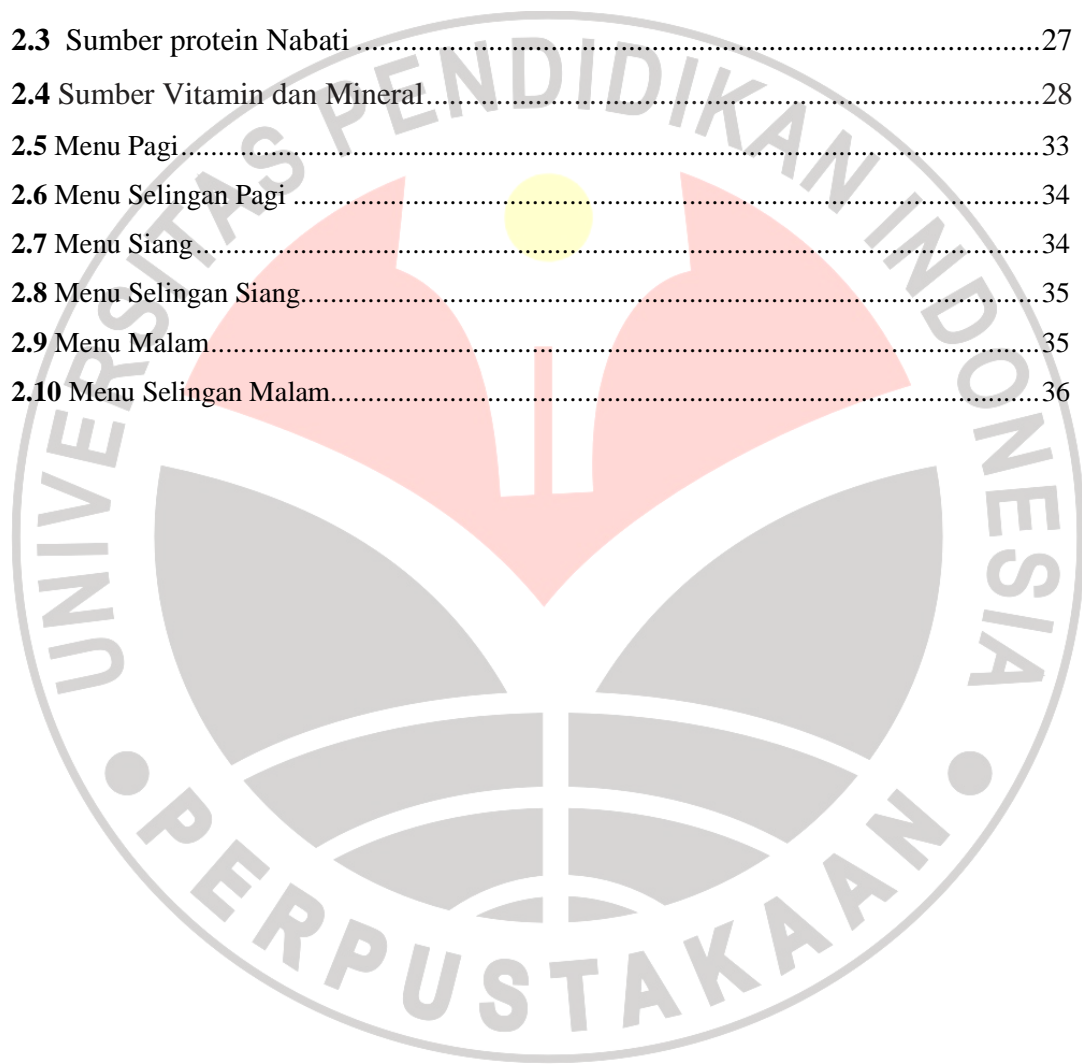 2.3 Sumber protein Nabati ........................................................................................................27
2.4 Sumber Vitamin dan Mineral..............................................................................................28
2.5 Menu Pagi..............................................................................................................................33
2.6 Menu Selingan Pagi .............................................................................................................34
2.7 Menu Siang............................................................................................................................34
2.8 Menu Selingan Siang............................................................................................................35
2.9 Menu Malam..........................................................................................................................35
2.10 Menu Selingan Malam........................................................................................................36
UNIVERSITAS PENDIDIKAN INDONESIA
PERPUSTAKAAN